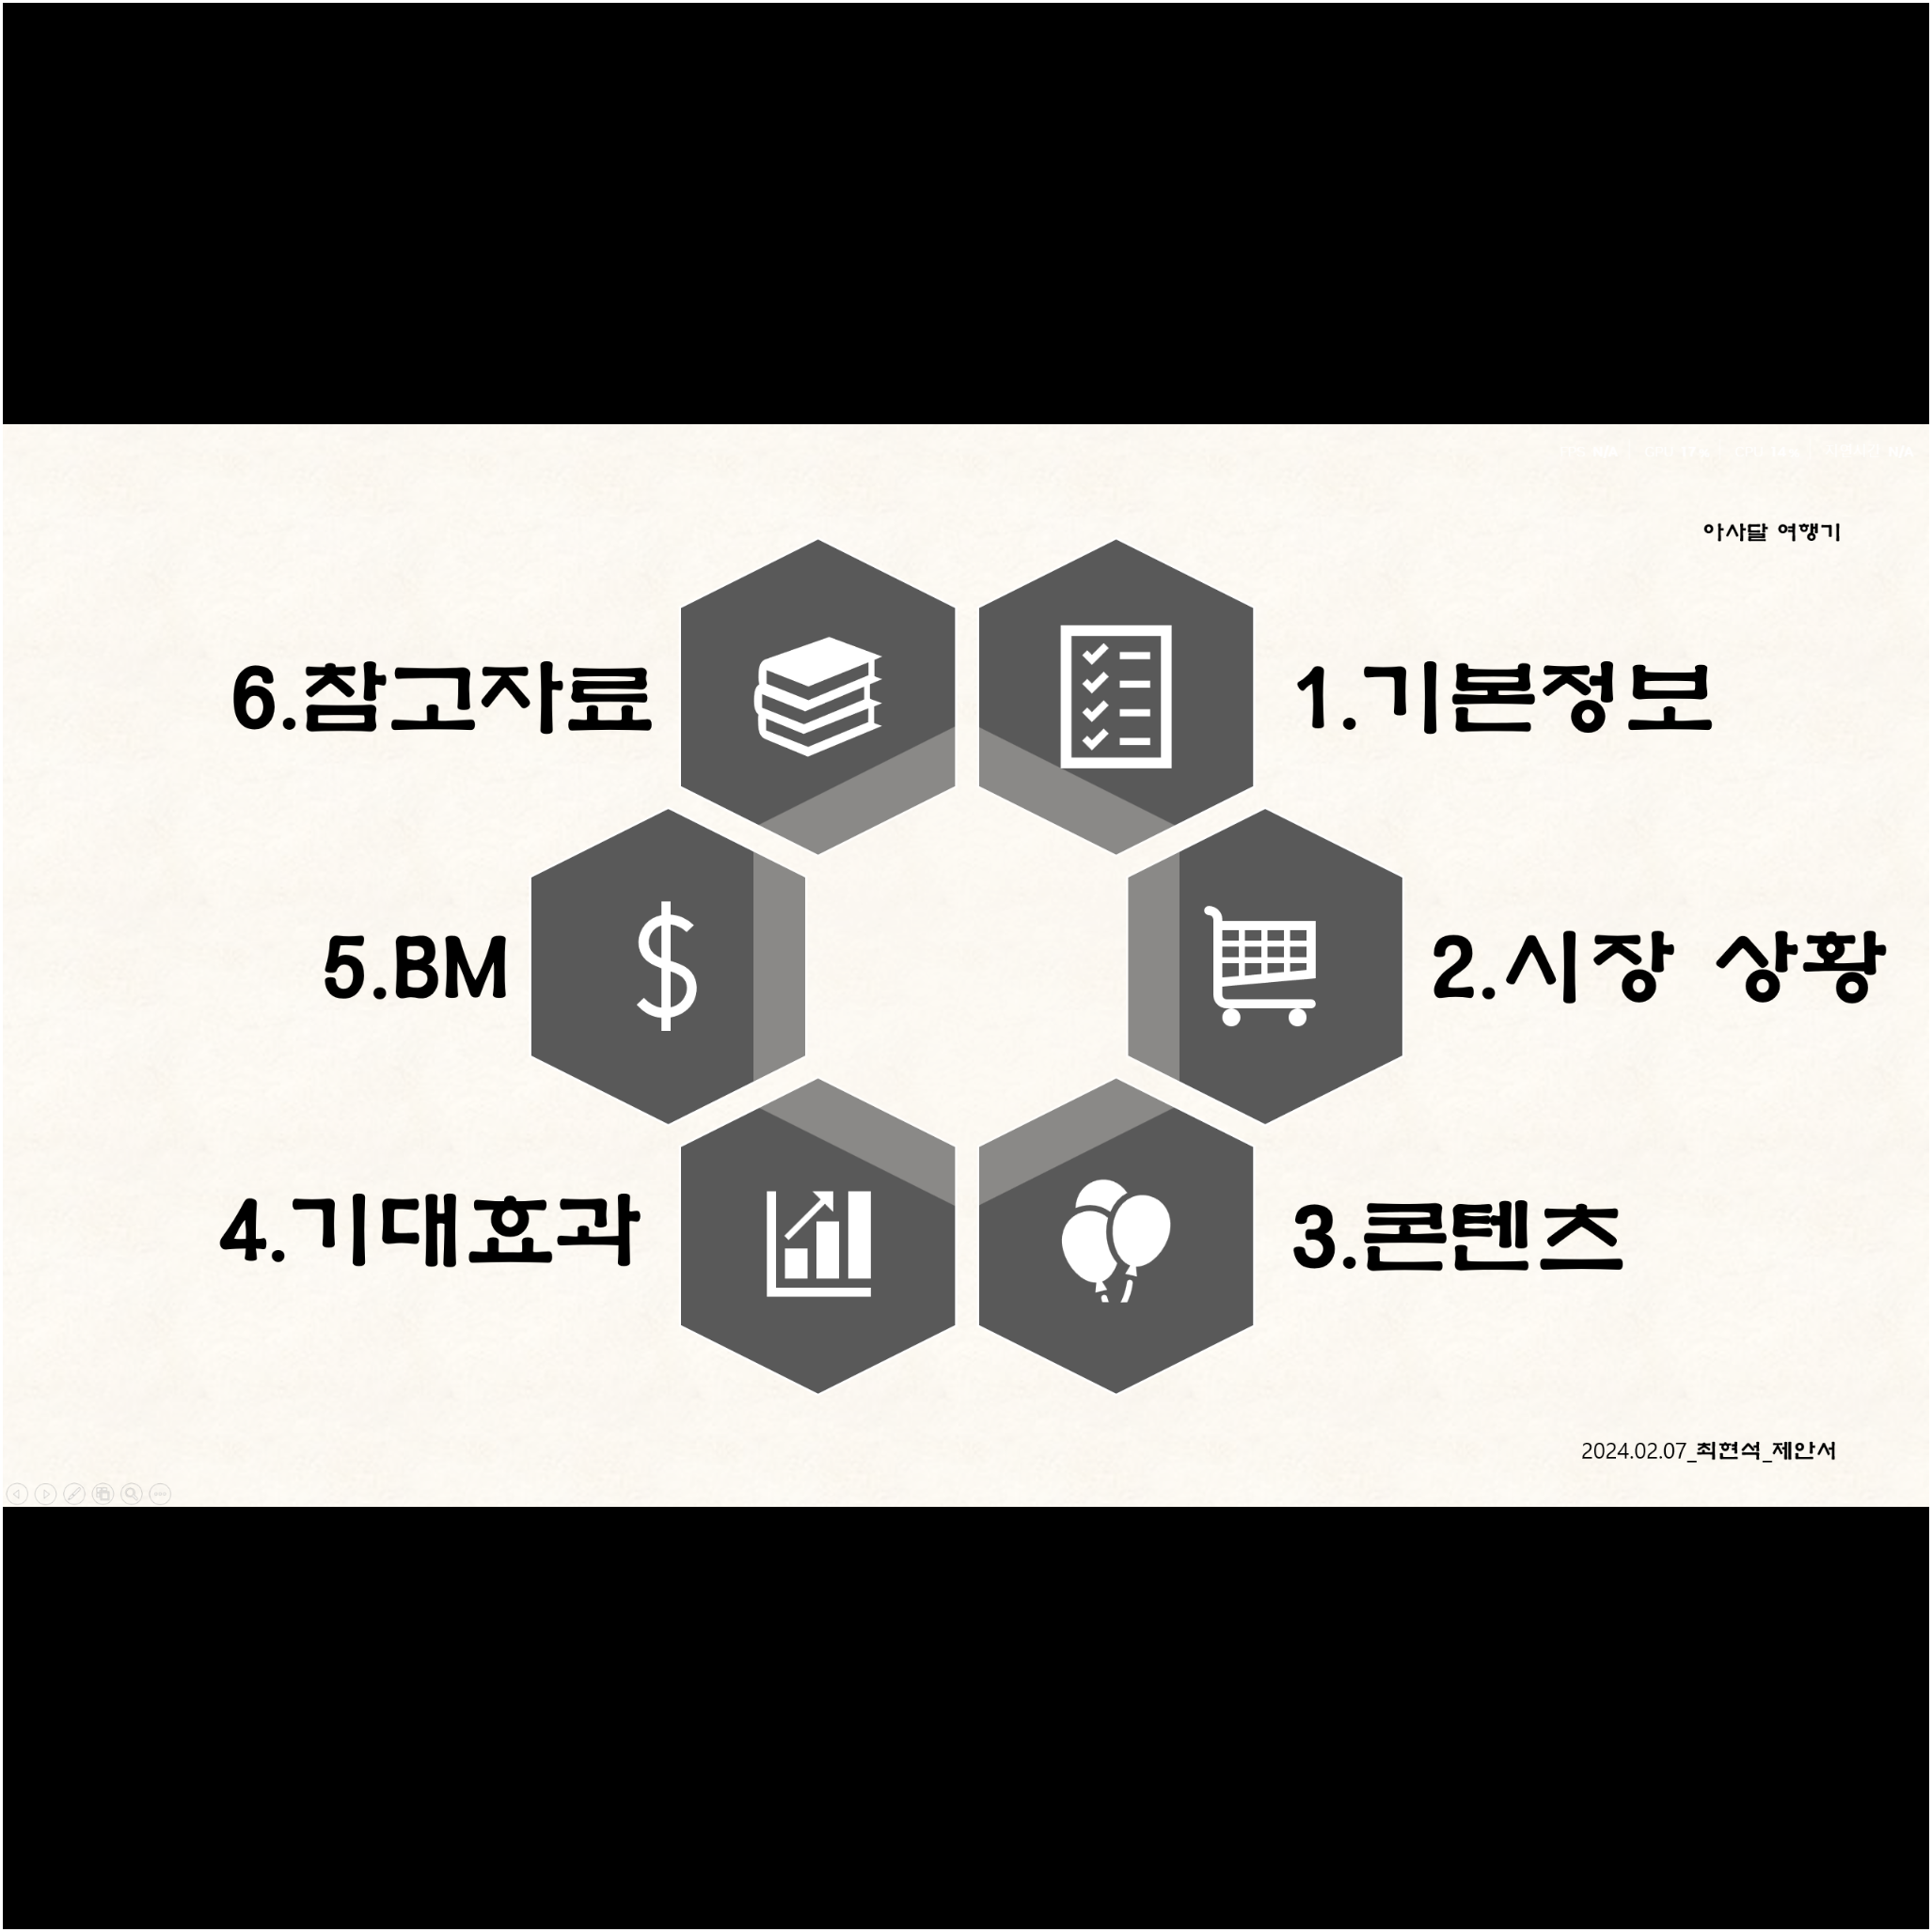 아사달 여행기
1.기본정보
2.시장 상황
3.콘텐츠
4.기대효과
5.BM
6.참고자료
2024.02.07_최현석_제안서